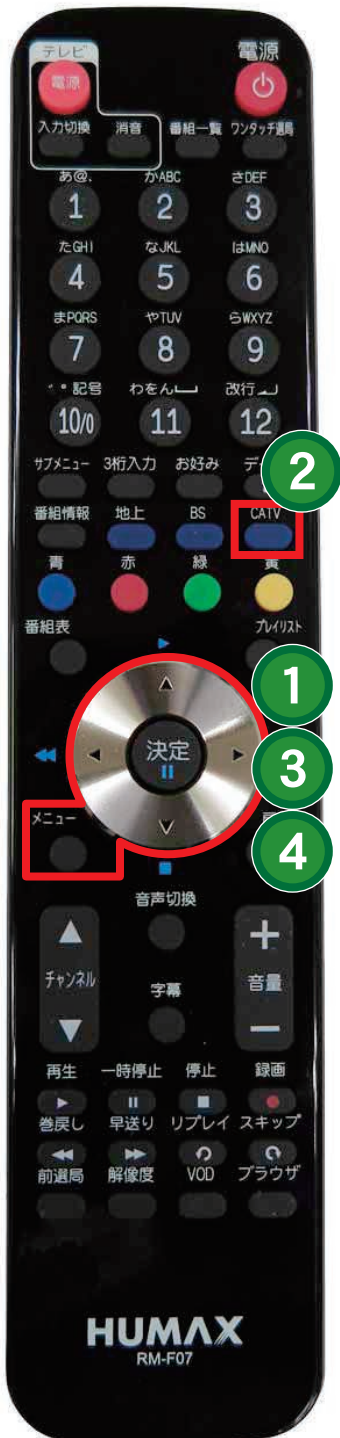 テレビ 電源
電源
入力切換 消音 番組一覧 ワンタッチ選局
あ@. かABC さDEF
1 2 3
たGHI なJKL はMNO
4 5 6
まPQRS やTUV らWXYZ
7 8 9
゛゜記号 わをん 改行
10/0 11 12
サブメニュー 3桁入力 お好み デ
2
番組情報 地上 BS CATV
青 赤 緑 黄
番組表 プレイリスト
1
決定
3
メニュー
4
音声切換
チャンネル 字幕 + 音量 −
再生 一時停止 停止 録画
巻戻し 早送り リプレイ スキップ
前選局 解像度 VOD ブラウザ
HUMAX
RM-F07